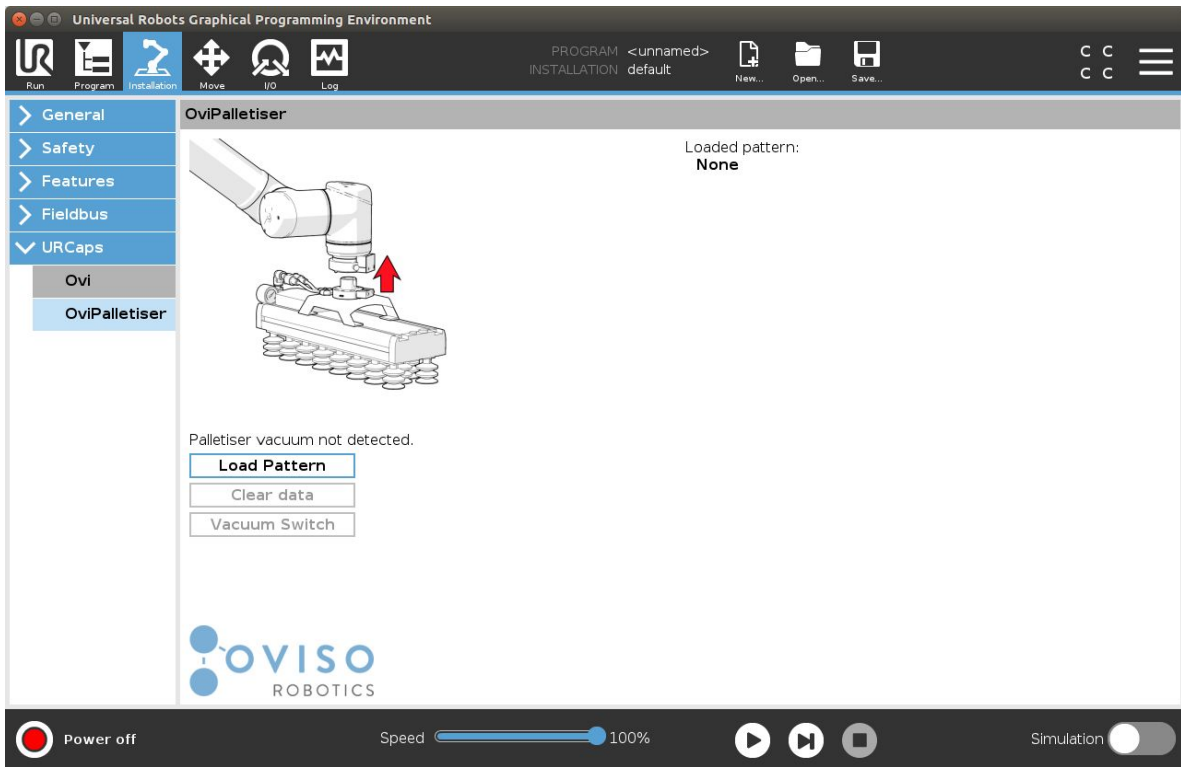 Universal Robots Graphical Programming Environment
UR
Run
Program
Installation
Move
I/O
Log
PROGRAM <unnamed>
INSTALLATION default
New...
Open...
Save...
C C
C C
General
Safety
Features
Fieldbus
URCaps
Ovi
OviPalletiser
OviPalletiser
Loaded pattern:
None
Palletiser vacuum not detected.
Load Pattern
Clear data
Vacuum Switch
OVISO
ROBOTICS
Power off
Speed 100%
Simulation